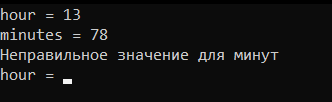 hour = 13
minutes = 78
Неправильное значение для минут
hour =